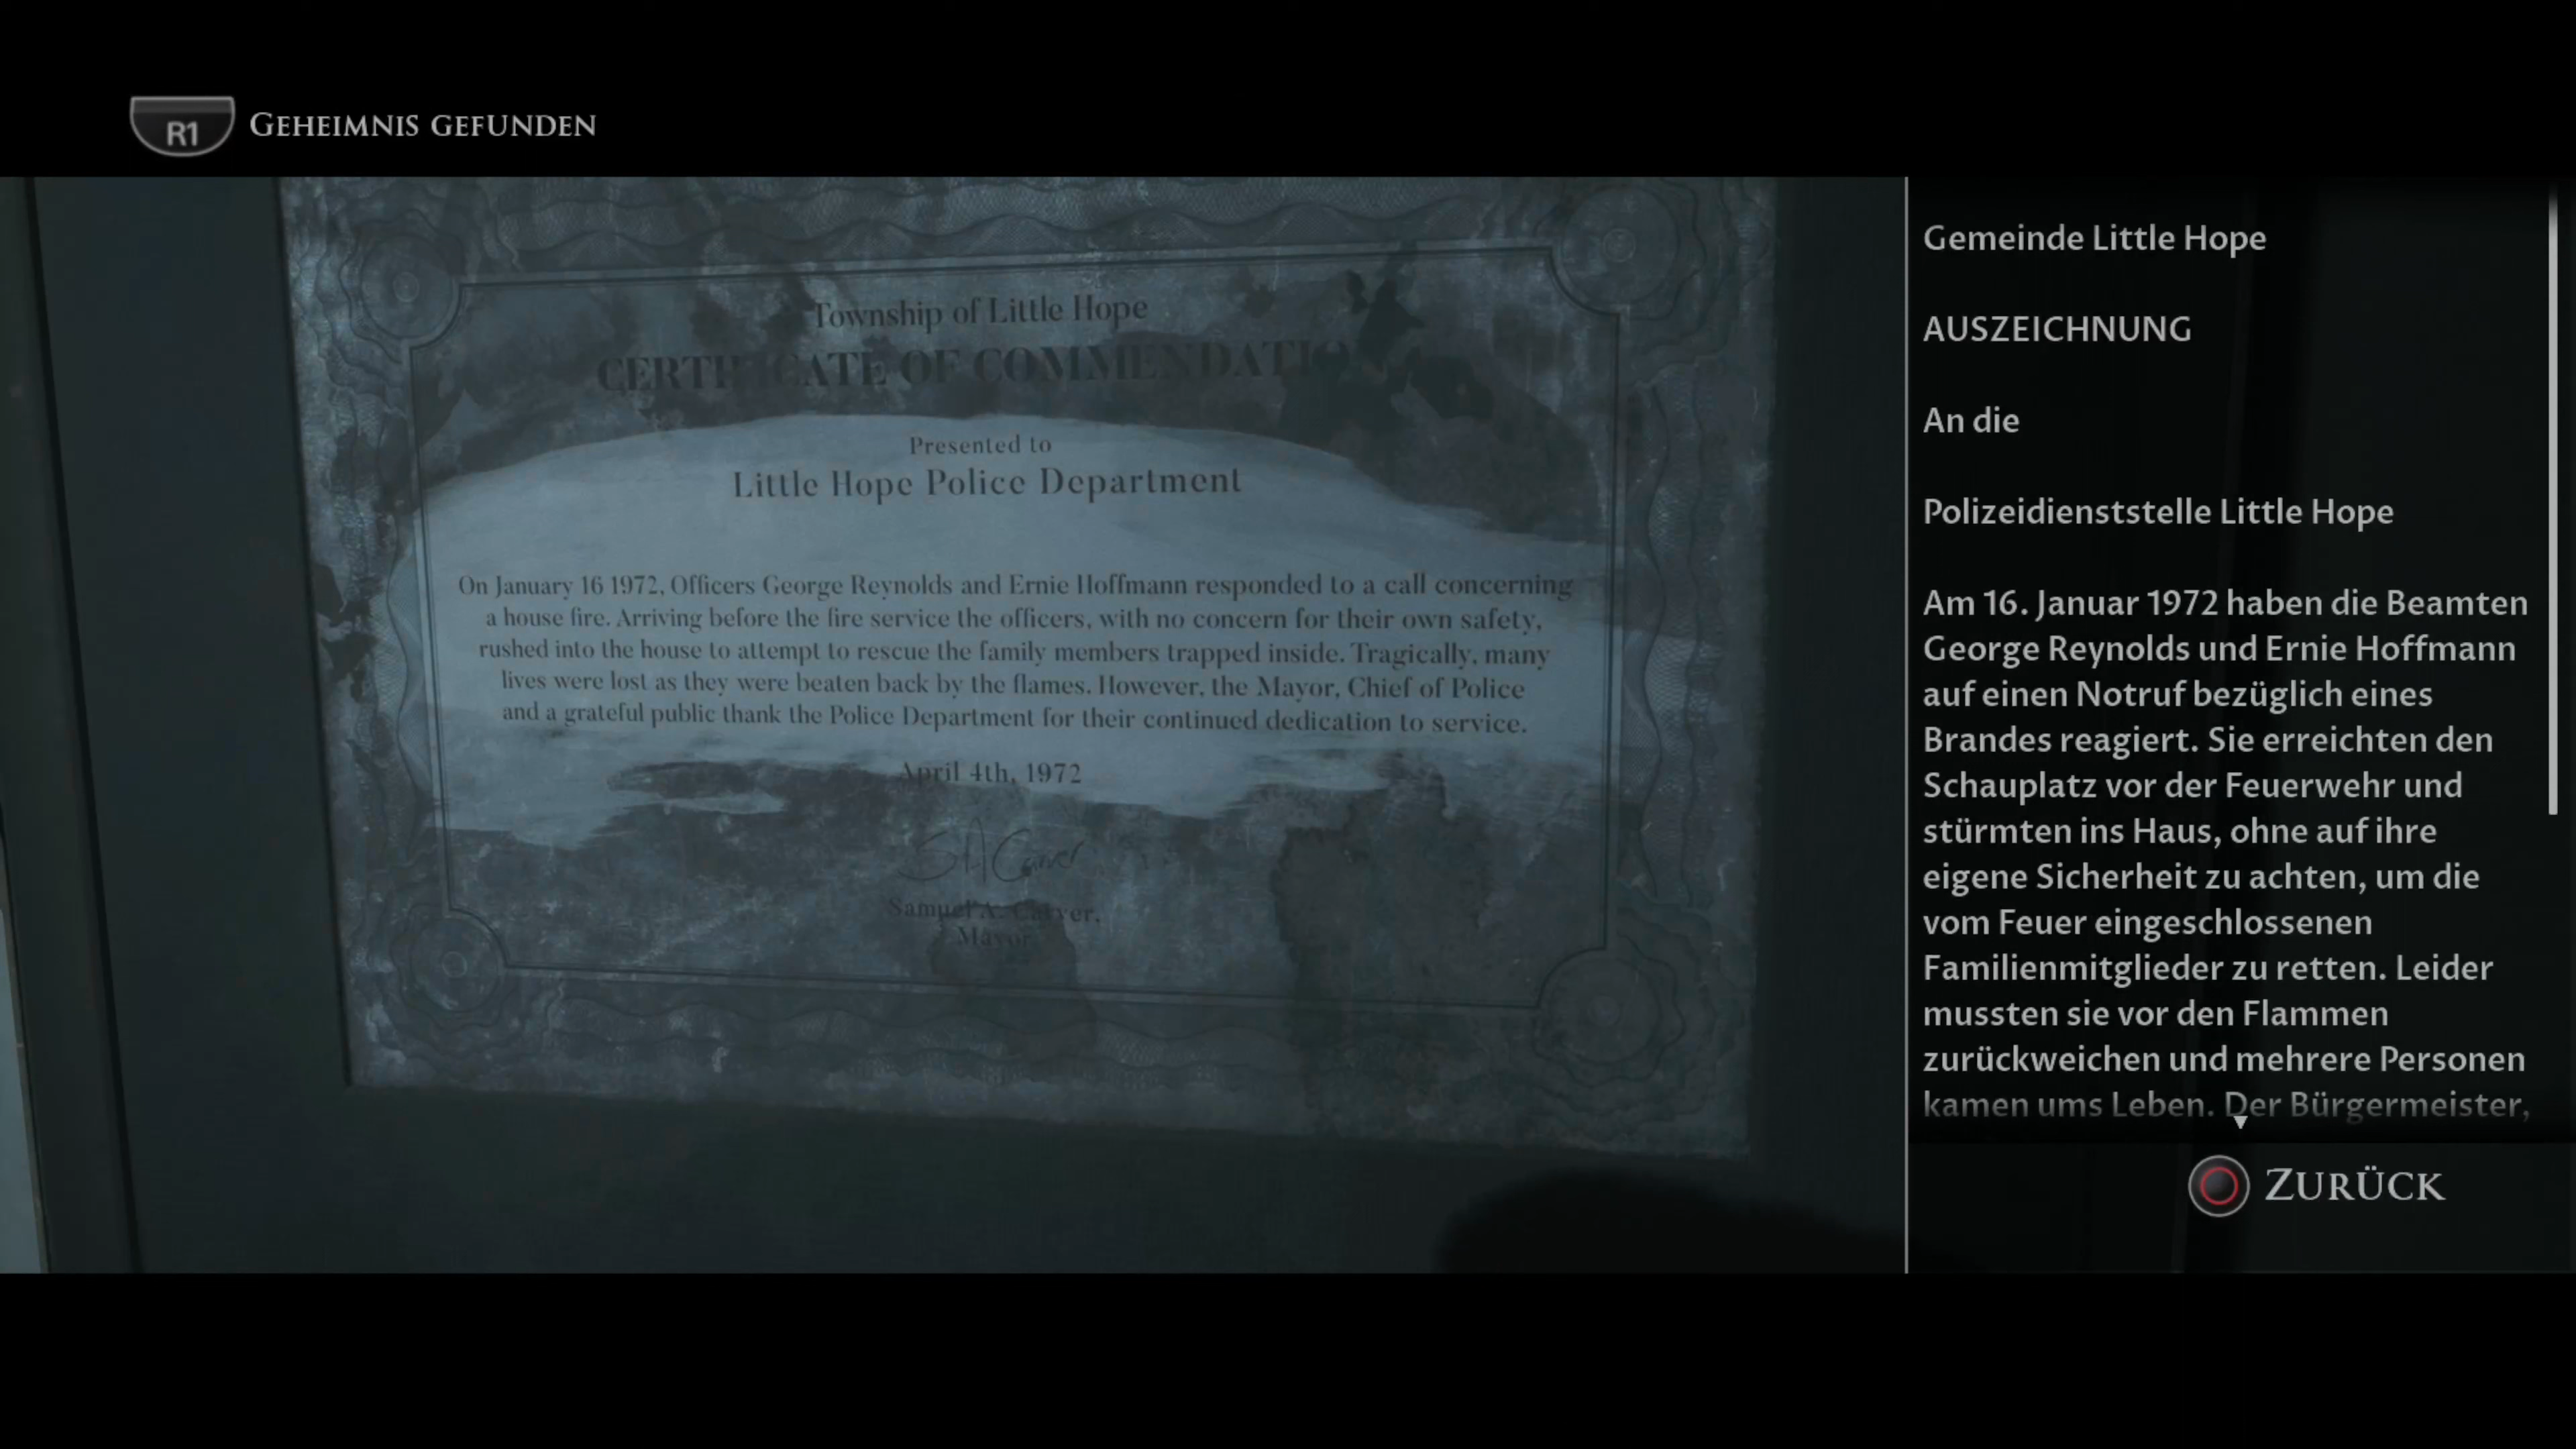 R1 GEHEIMNIS GEFUNDEN
Township of Little Hope
CERTIFICATE OF COMMENDATION
Presented to
Little Hope Police Department
On January 16 1972, Officers George Reynolds and Ernie Hoffmann responded to a call concerning
a house fire. Arriving before the fire service the officers, with no concern for their own safety,
rushed into the house to attempt to rescue the family members trapped inside. Tragically, many
lives were lost as they were beaten back by the flames. However, the Mayor, Chief of Police
and a grateful public thank the Police Department for their continued dedication to service.
April 4th, 1972
SACarver
Samuel A. Carver,
Mayor
Gemeinde Little Hope
AUSZEICHNUNG
An die
Polizeidienststelle Little Hope
Am 16. Januar 1972 haben die Beamten
George Reynolds und Ernie Hoffmann
auf einen Notruf bezüglich eines
Brandes reagiert. Sie erreichten den
Schauplatz vor der Feuerwehr und
stürmten ins Haus, ohne auf ihre
eigene Sicherheit zu achten, um die
vom Feuer eingeschlossenen
Familienmitglieder zu retten. Leider
mussten sie vor den Flammen
zurückweichen und mehrere Personen
kamen ums Leben. Der Bürgermeister,
ZURÜCK